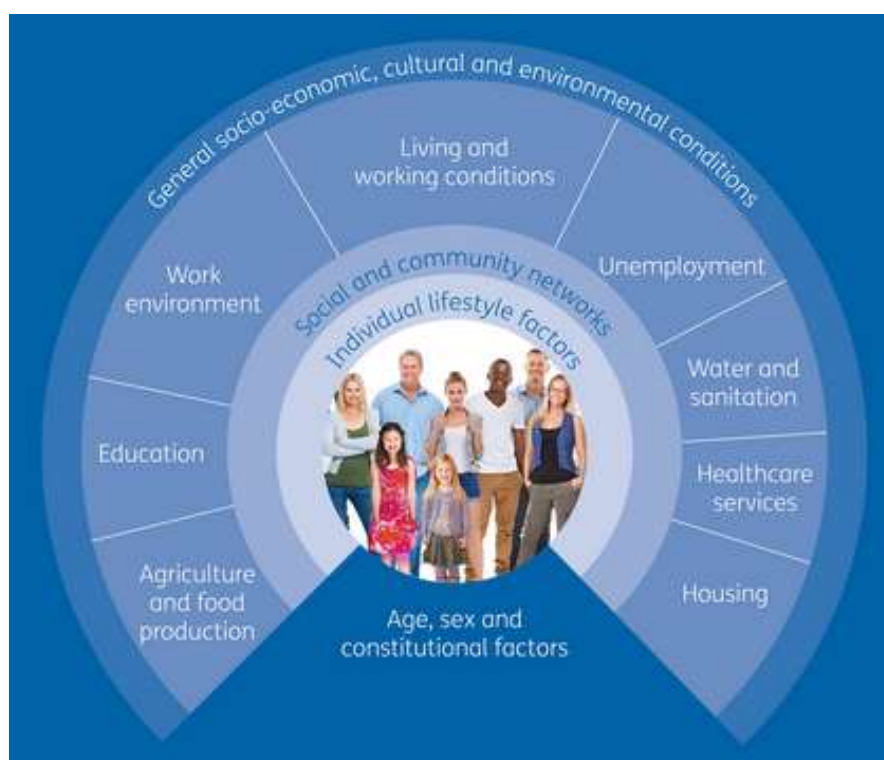 General socio-economic, cultural and environmental conditions
Living and
working conditions
Work
environment
Unemployment
Social and community networks
Individual lifestyle factors
Water and
sanitation
Education
Healthcare
services
Agriculture
and food
production
Housing
Age, sex and
constitutional factors